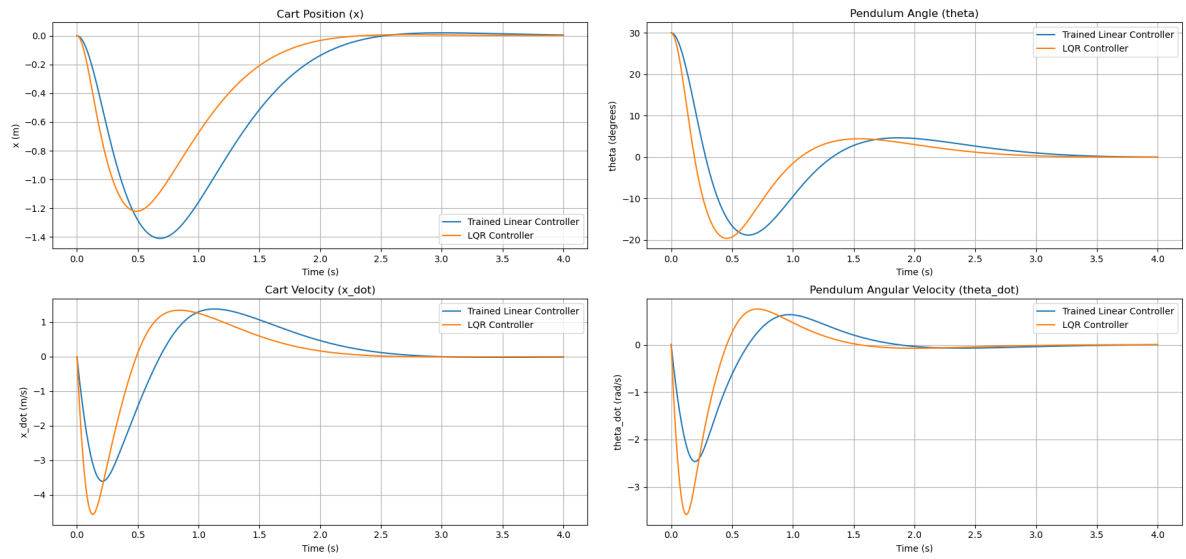 Cart Position (x)
0.0
−0.2
−0.4
−0.6
−0.8
−1.0
−1.2
−1.4
x (m)
Trained Linear Controller
LQR Controller
0.0 0.5 1.0 1.5 2.0 2.5 3.0 3.5 4.0
Time (s)
Pendulum Angle (theta)
30
20
10
0
−10
−20
theta (degrees)
Trained Linear Controller
LQR Controller
0.0 0.5 1.0 1.5 2.0 2.5 3.0 3.5 4.0
Time (s)
Cart Velocity (x_dot)
1
0
−1
−2
−3
−4
x_dot (m/s)
Trained Linear Controller
LQR Controller
0.0 0.5 1.0 1.5 2.0 2.5 3.0 3.5 4.0
Time (s)
Pendulum Angular Velocity (theta_dot)
0
−1
−2
−3
theta_dot (rad/s)
Trained Linear Controller
LQR Controller
0.0 0.5 1.0 1.5 2.0 2.5 3.0 3.5 4.0
Time (s)